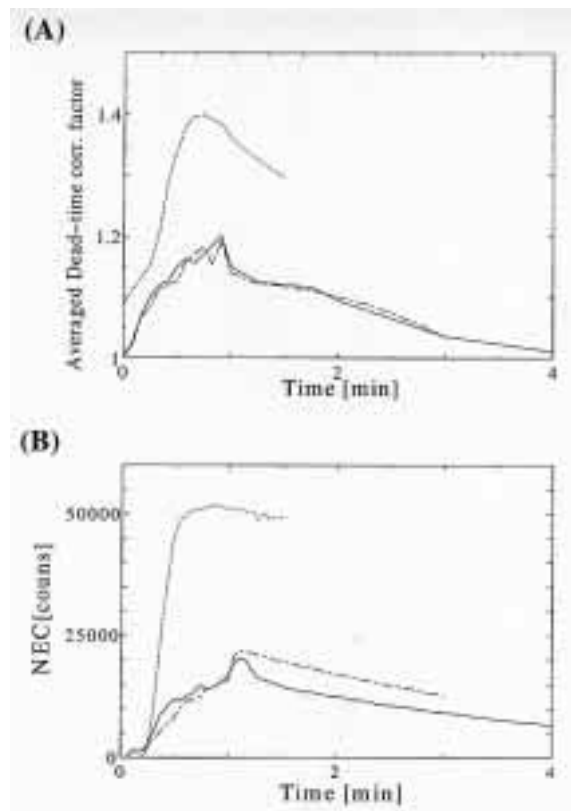 (A)
Averaged Dead-time corr. factor
1.4
1.2
1
0
2
4
Time [min]
(B)
NEC[couns]
50000
25000
0
0
2
4
Time [min]